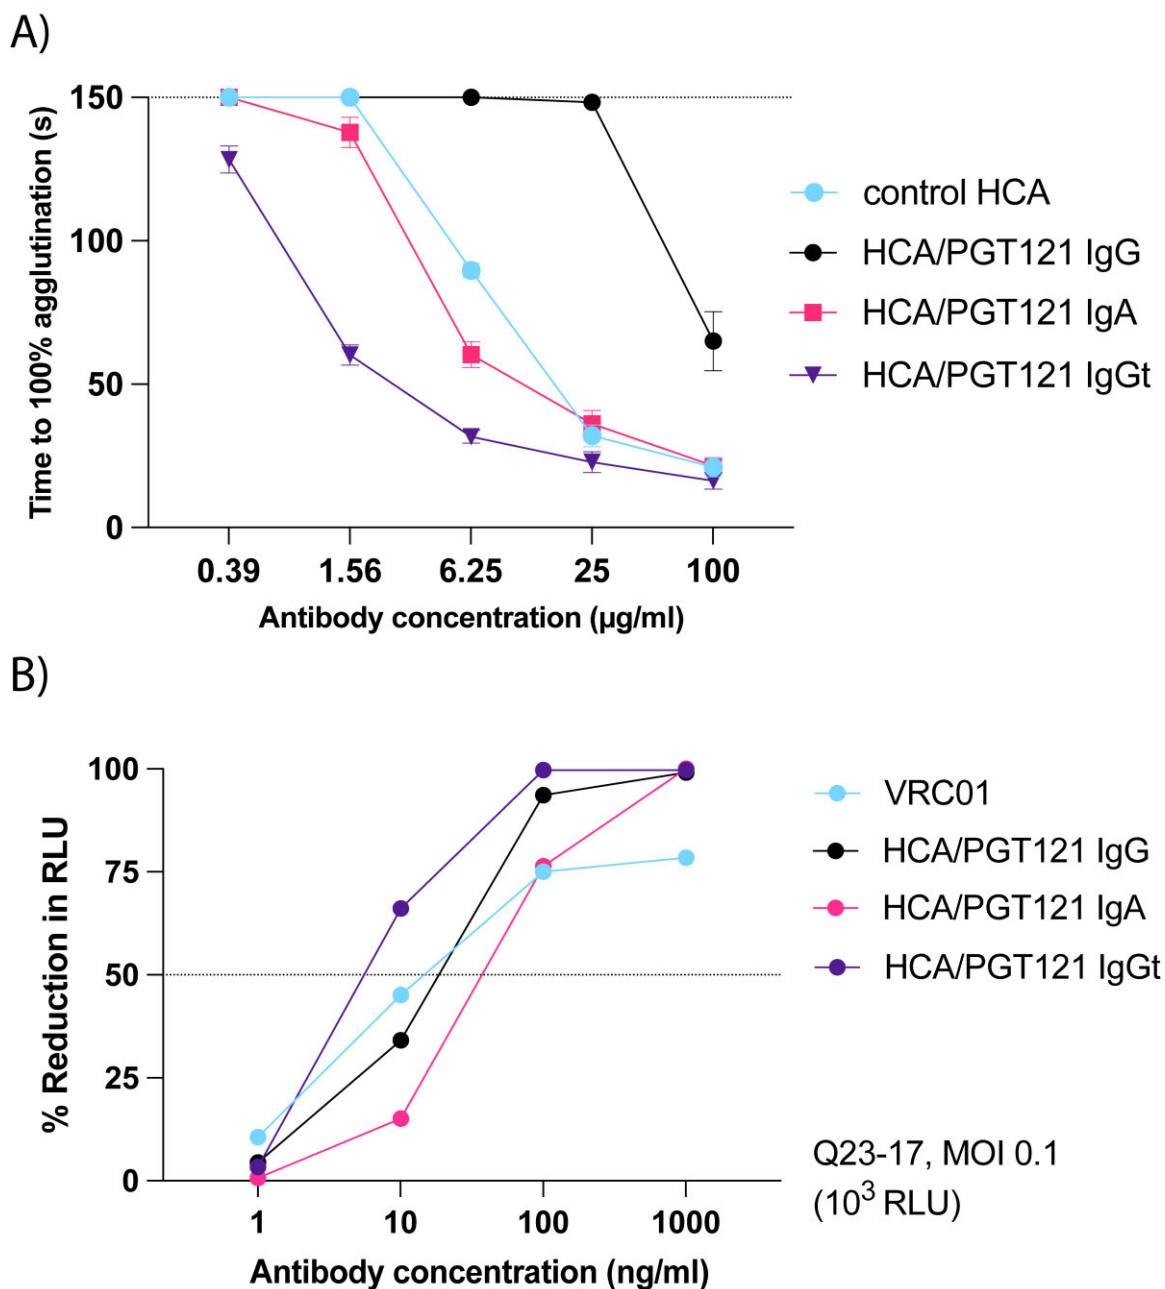 A)
Time to 100% agglutination (s)
150
100
50
0
0.39 1.56 6.25 25 100
Antibody concentration (µg/ml)
control HCA
HCA/PGT121 IgG
HCA/PGT121 IgA
HCA/PGT121 IgGt
B)
% Reduction in RLU
100
75
50
25
0
1 10 100 1000
Antibody concentration (ng/ml)
VRC01
HCA/PGT121 IgG
HCA/PGT121 IgA
HCA/PGT121 IgGt
Q23-17, MOI 0.1
(10³ RLU)